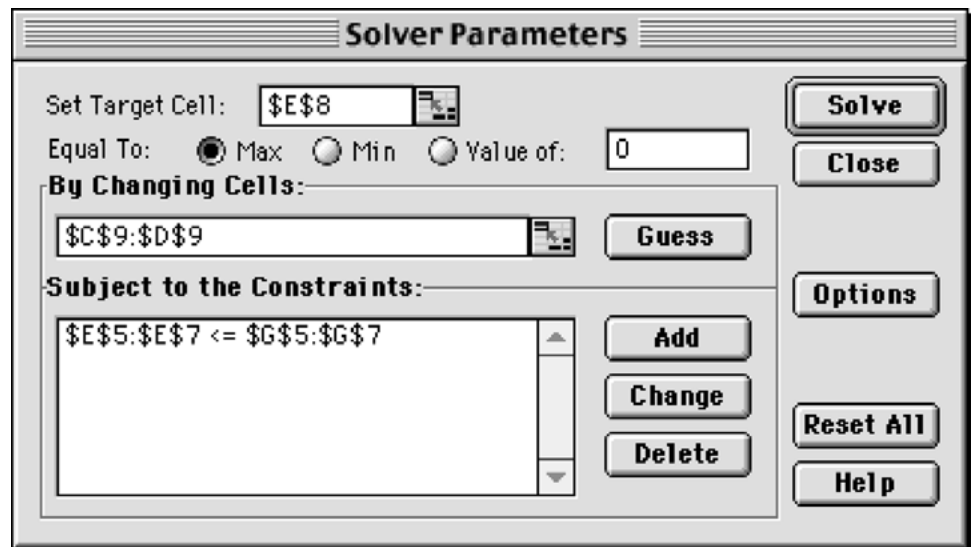 Solver Parameters
Set Target Cell: $E$8
Solve
Equal To: Max Min Value of: 0
Close
By Changing Cells:
$C$9:$D$9
Guess
Subject to the Constraints:
Options
$E$5:$E$7 <= $G$5:$G$7
Add
Change
Reset All
Delete
Help